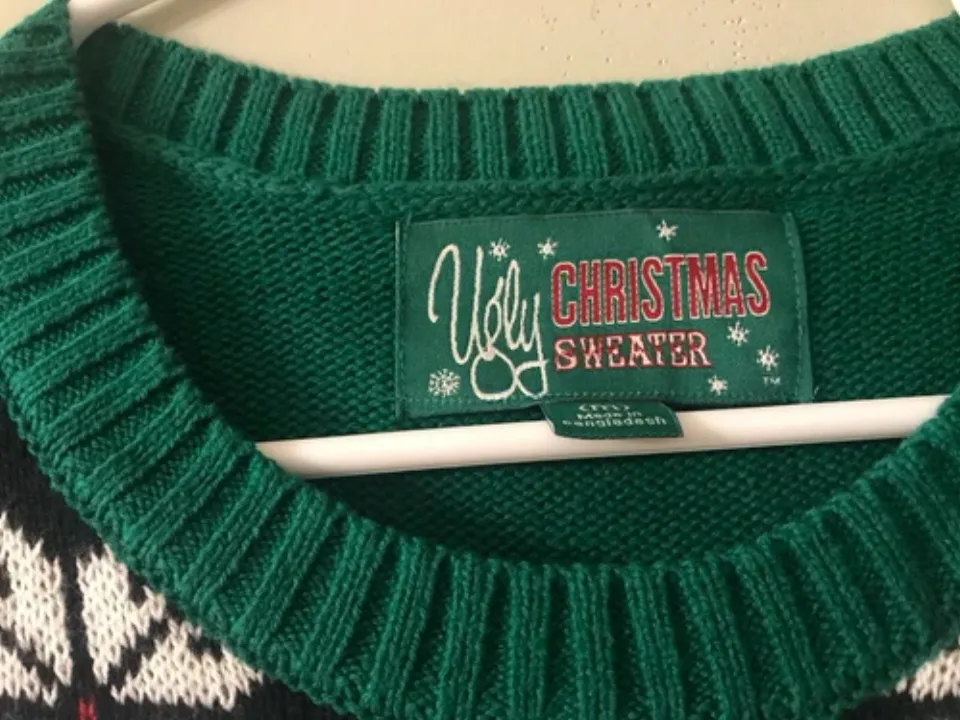 Ugly CHRISTMAS
SWEATER
TM
(m)
Made in
Bangladesh